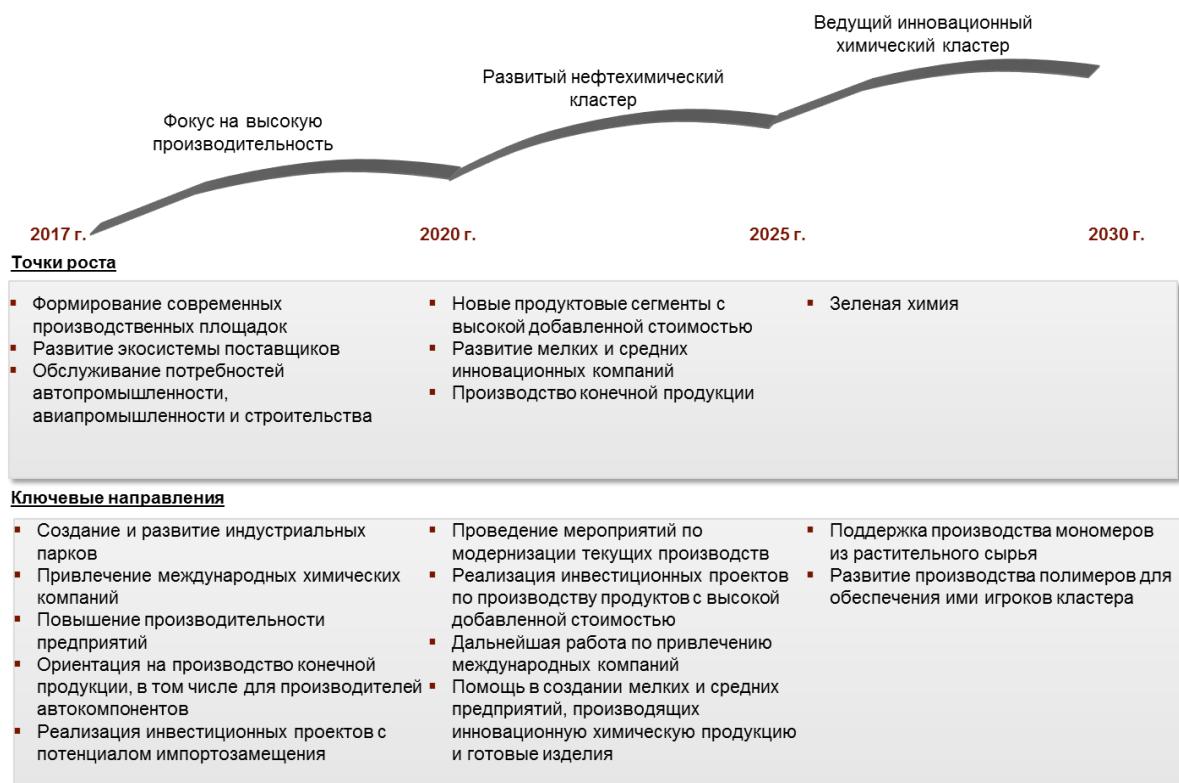 Ведущий инновационный
химический кластер
Развитый нефтехимический
кластер
Фокус на высокую
производительность
2017 г.
2020 г.
2025 г.
2030 г.
Точки роста
▪ Формирование современных
производственных площадок
▪ Развитие экосистемы поставщиков
▪ Обслуживание потребностей
автопромышленности,
авиапромышленности и строительства
▪ Новые продуктовые сегменты с
высокой добавленной стоимостью
▪ Развитие мелких и средних
инновационных компаний
▪ Производство конечной продукции
▪ Зеленая химия
Ключевые направления
▪ Создание и развитие индустриальных
парков
▪ Привлечение международных химических
компаний
▪ Повышение производительности
предприятий
▪ Ориентация на производство конечной
продукции, в том числе для производителей
автокомпонентов
▪ Реализация инвестиционных проектов с
потенциалом импортозамещения
▪ Проведение мероприятий по
модернизации текущих производств
▪ Реализация инвестиционных проектов
по производству продуктов с высокой
добавленной стоимостью
▪ Дальнейшая работа по привлечению
международных компаний
▪ Помощь в создании мелких и средних
предприятий, производящих
инновационную химическую продукцию
и готовые изделия
▪ Поддержка производства мономеров
из растительного сырья
▪ Развитие производства полимеров для
обеспечения ими игроков кластера